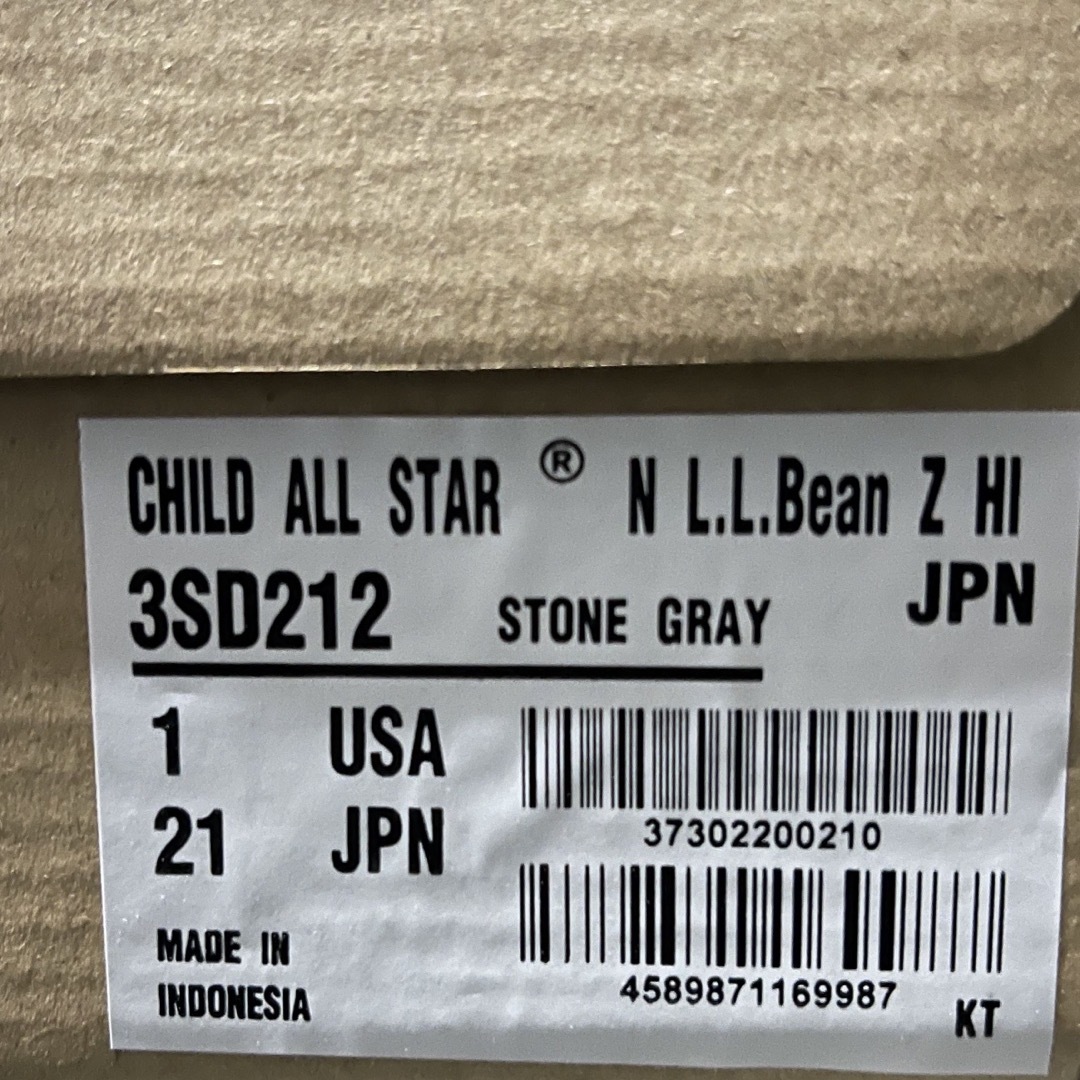 CHILD ALL STAR ® N L.L.Bean Z HI
3SD212 STONE GRAY JPN
1 USA
21 JPN
37302200210
4589871169987
MADE IN
INDONESIA
KT